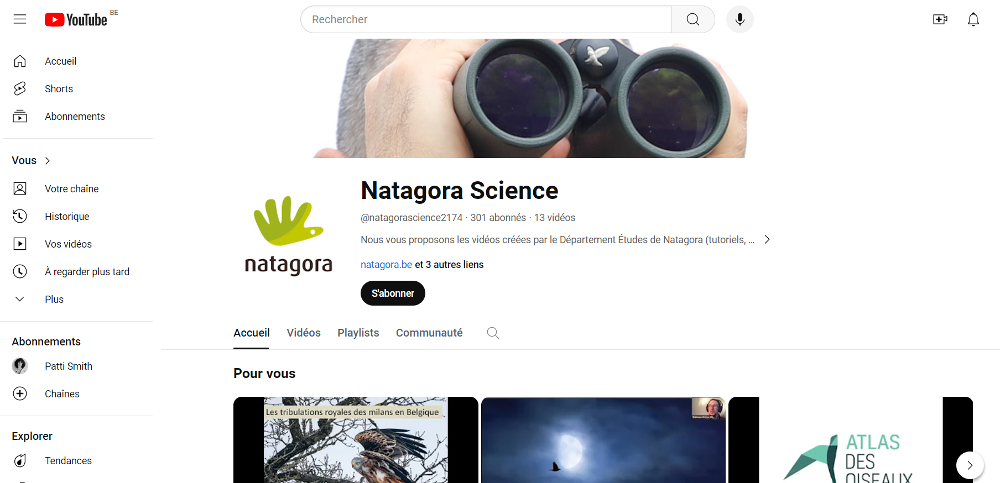 YouTube BE
Rechercher
Accueil
Shorts
Abonnements
Vous
Votre chaîne
Historique
Vos vidéos
À regarder plus tard
Plus
Abonnements
Patti Smith
Chaînes
Explorer
Tendances
natagora
Natagora Science
@natagorascience2174 · 301 abonnés · 13 vidéos
Nous vous proposons les vidéos créées par le Département Études de Natagora (tutoriels, ...
natagora.be et 3 autres liens
S'abonner
Accueil Vidéos Playlists Communauté
Pour vous
Les tribulations royales des milans en Belgique
ATLAS
DES
OISEAUX